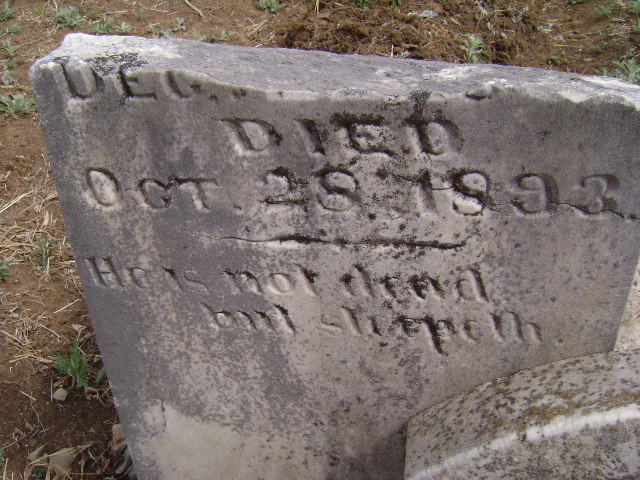 DIED
OCT. 28. 1893.
He is not dead
but sleepeth.